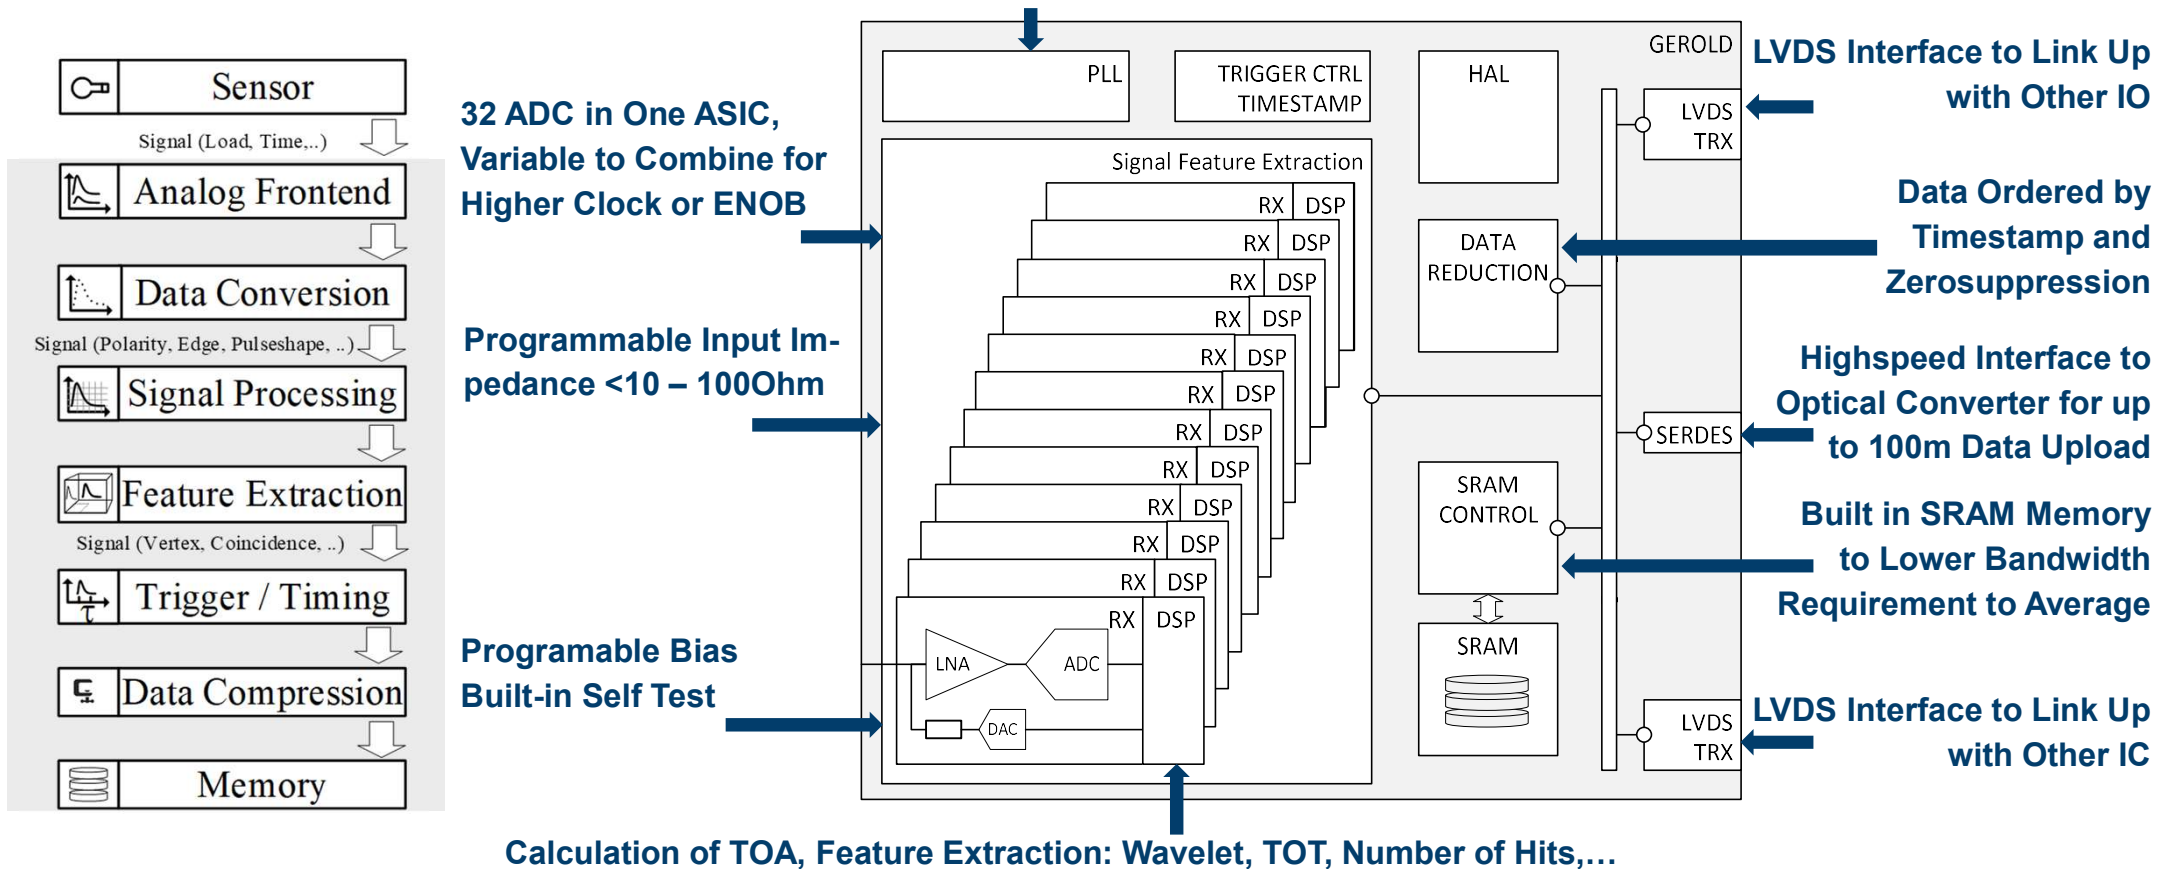 Sensor
Signal (Load, Time,..)
Analog Frontend
Data Conversion
Signal (Polarity, Edge, Pulseshape, ..)
Signal Processing
Feature Extraction
Signal (Vertex, Coincidence, ..)
Trigger / Timing
τ
Data Compression
Memory
32 ADC in One ASIC,
Variable to Combine for
Higher Clock or ENOB
Programmable Input Im-
pedance <10 – 100Ohm
Programable Bias
Built-in Self Test
GEROLD
PLL
TRIGGER CTRL
TIMESTAMP
HAL
Signal Feature Extraction
RX DSP
RX DSP
RX DSP
RX DSP
RX DSP
RX DSP
RX DSP
RX DSP
RX DSP
RX DSP
RX DSP
RX DSP
LNA
ADC
DAC
DATA
REDUCTION
SRAM
CONTROL
SRAM
LVDS
TRX
SERDES
LVDS
TRX
LVDS Interface to Link Up
with Other IO
Data Ordered by
Timestamp and
Zerosuppression
Highspeed Interface to
Optical Converter for up
to 100m Data Upload
Built in SRAM Memory
to Lower Bandwidth
Requirement to Average
LVDS Interface to Link Up
with Other IC
Calculation of TOA, Feature Extraction: Wavelet, TOT, Number of Hits,…